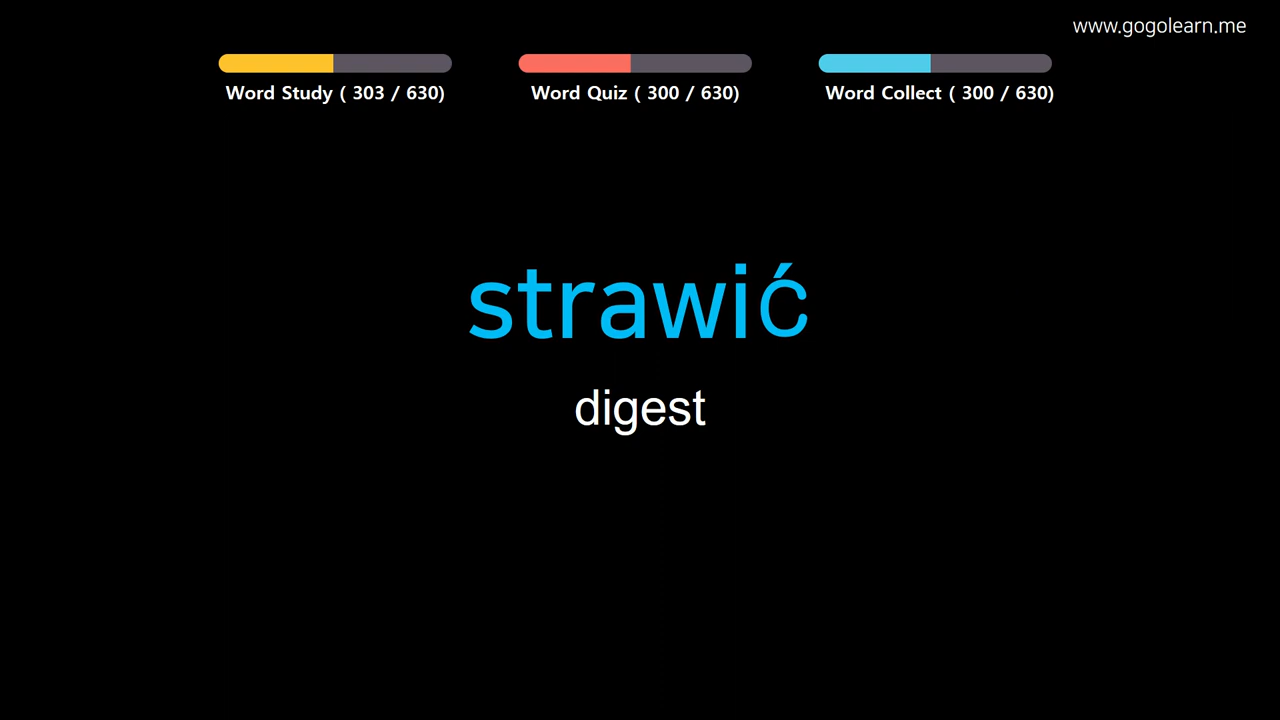 www.gogolearn.me
Word Study ( 303 / 630)
Word Quiz ( 300 / 630)
Word Collect ( 300 / 630)
strawić
digest